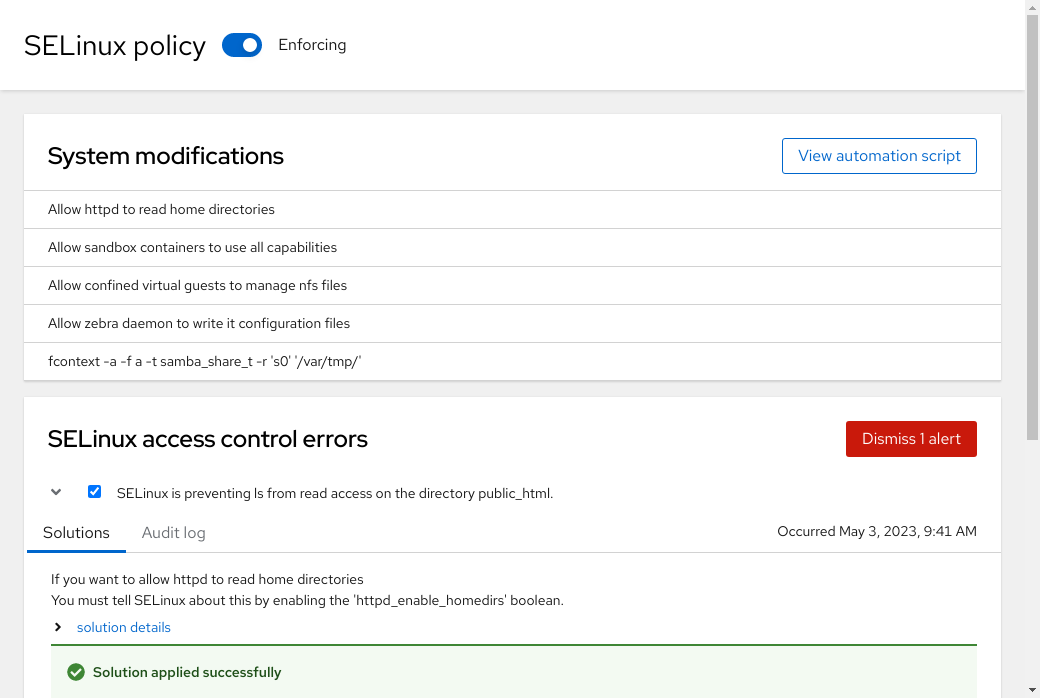 SELinux policy
Enforcing
System modifications
View automation script
Allow httpd to read home directories
Allow sandbox containers to use all capabilities
Allow confined virtual guests to manage nfs files
Allow zebra daemon to write it configuration files
fcontext -a -f a -t samba_share_t -r 's0' '/var/tmp/'
SELinux access control errors
Dismiss 1 alert
SELinux is preventing ls from read access on the directory public_html.
Solutions
Audit log
Occurred May 3, 2023, 9:41 AM
If you want to allow httpd to read home directories
You must tell SELinux about this by enabling the 'httpd_enable_homedirs' boolean.
solution details
Solution applied successfully